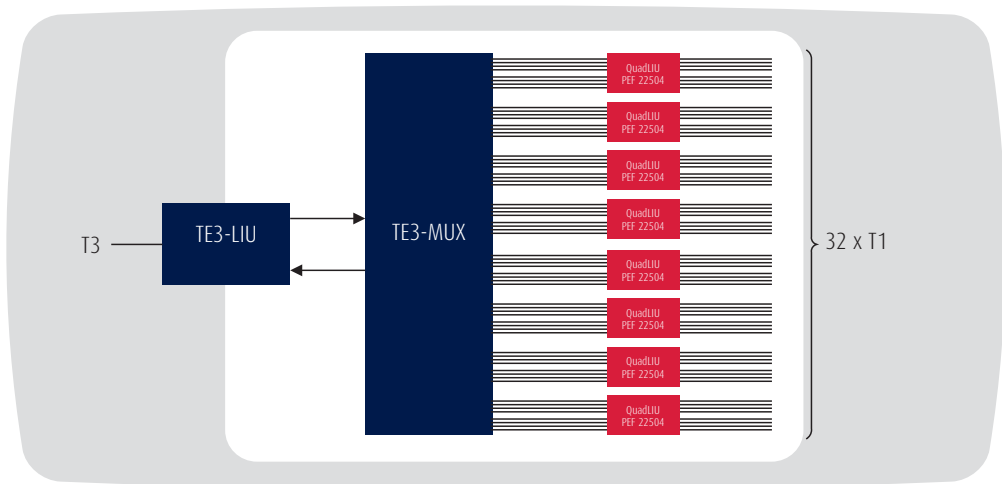 T3
TE3-LIU
TE3-MUX
QuadLIU
PEF 22504
QuadLIU
PEF 22504
QuadLIU
PEF 22504
QuadLIU
PEF 22504
QuadLIU
PEF 22504
QuadLIU
PEF 22504
QuadLIU
PEF 22504
QuadLIU
PEF 22504
32 x T1